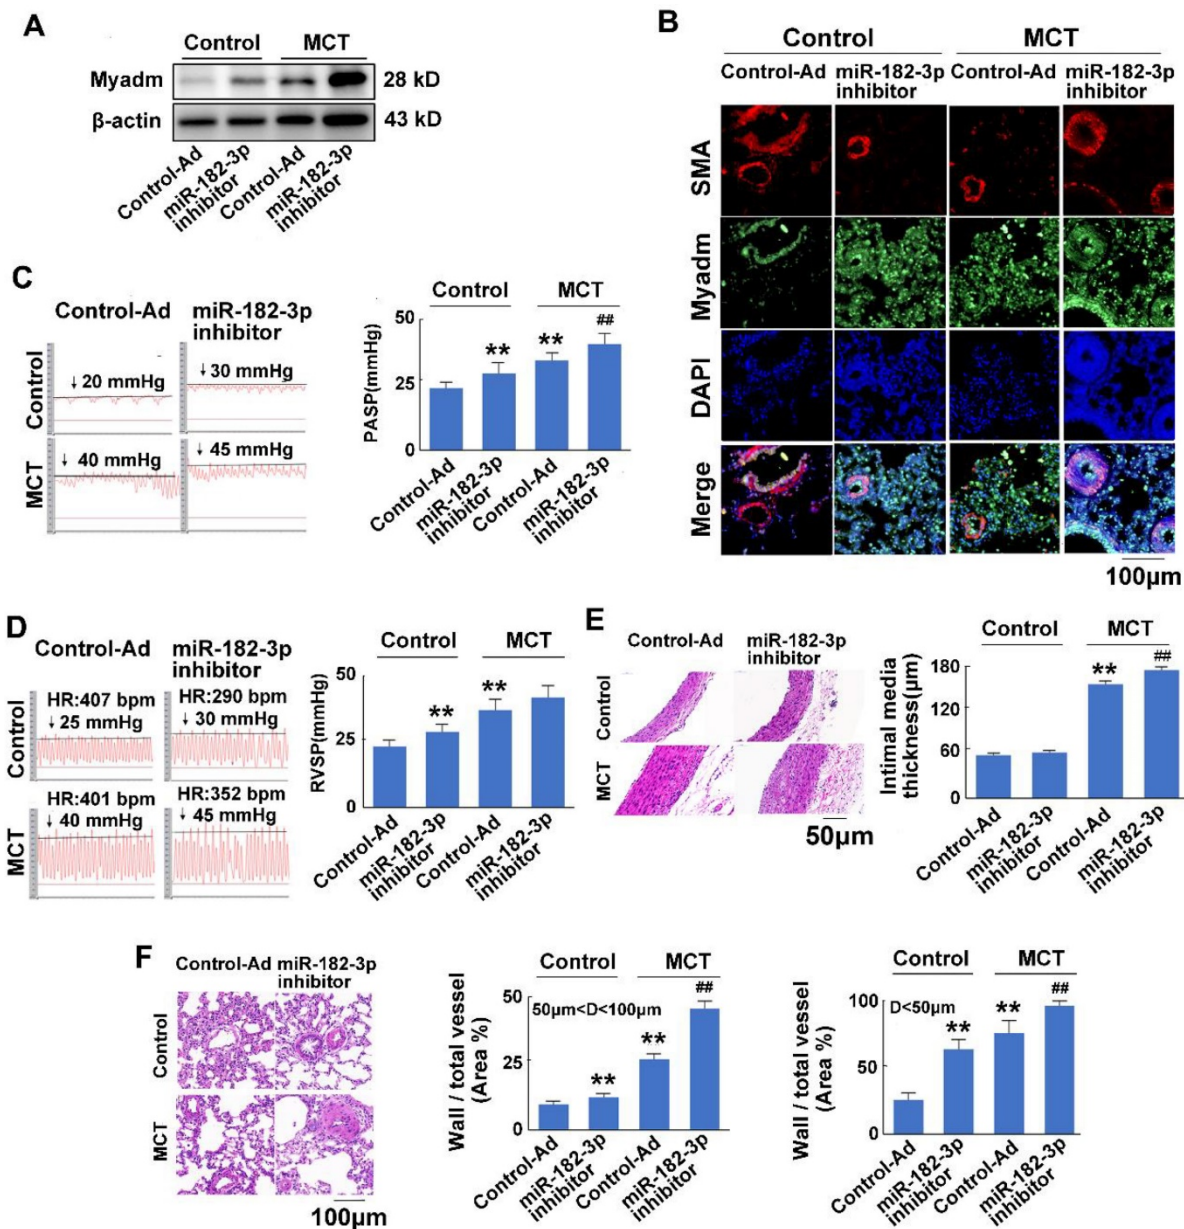 A
Control MCT
Myadm 28 kD
β-actin 43 kD
Control-Ad
miR-182-3p
inhibitor
Control-Ad
miR-182-3p
inhibitor
B
Control MCT
Control-Ad miR-182-3p Control-Ad miR-182-3p
inhibitor inhibitor
SMA
Myadm
DAPI
Merge
100μm
C
Control-Ad miR-182-3p
inhibitor
Control
↓ 20 mmHg ↓ 30 mmHg
MCT
↓ 40 mmHg ↓ 45 mmHg
Control MCT
PASP(mmHg)
50
25
0
** ** ##
Control-Ad
miR-182-3p
inhibitor
Control-Ad
miR-182-3p
inhibitor
D
Control-Ad miR-182-3p
inhibitor
Control
HR:407 bpm HR:290 bpm
↓ 25 mmHg ↓ 30 mmHg
MCT
HR:401 bpm HR:352 bpm
↓ 40 mmHg ↓ 45 mmHg
Control MCT
RVSP(mmHg)
50
25
0
** **
Control-Ad
miR-182-3p
inhibitor
Control-Ad
miR-182-3p
inhibitor
E
Control-Ad miR-182-3p
inhibitor
Control
MCT
50μm
Control MCT
Intimal media
thickness(μm)
180
60
0
** ##
Control-Ad
miR-182-3p
inhibitor
Control-Ad
miR-182-3p
inhibitor
F
Control-Ad miR-182-3p
inhibitor
Control
MCT
100μm
Control MCT
Wall / total vessel
(Area %)
50
25
0
50μm<D<100μm
** ** ##
Control-Ad
miR-182-3p
inhibitor
Control-Ad
miR-182-3p
inhibitor
Control MCT
Wall / total vessel
(Area %)
100
50
0
D<50μm
** ** ##
Control-Ad
miR-182-3p
inhibitor
Control-Ad
miR-182-3p
inhibitor